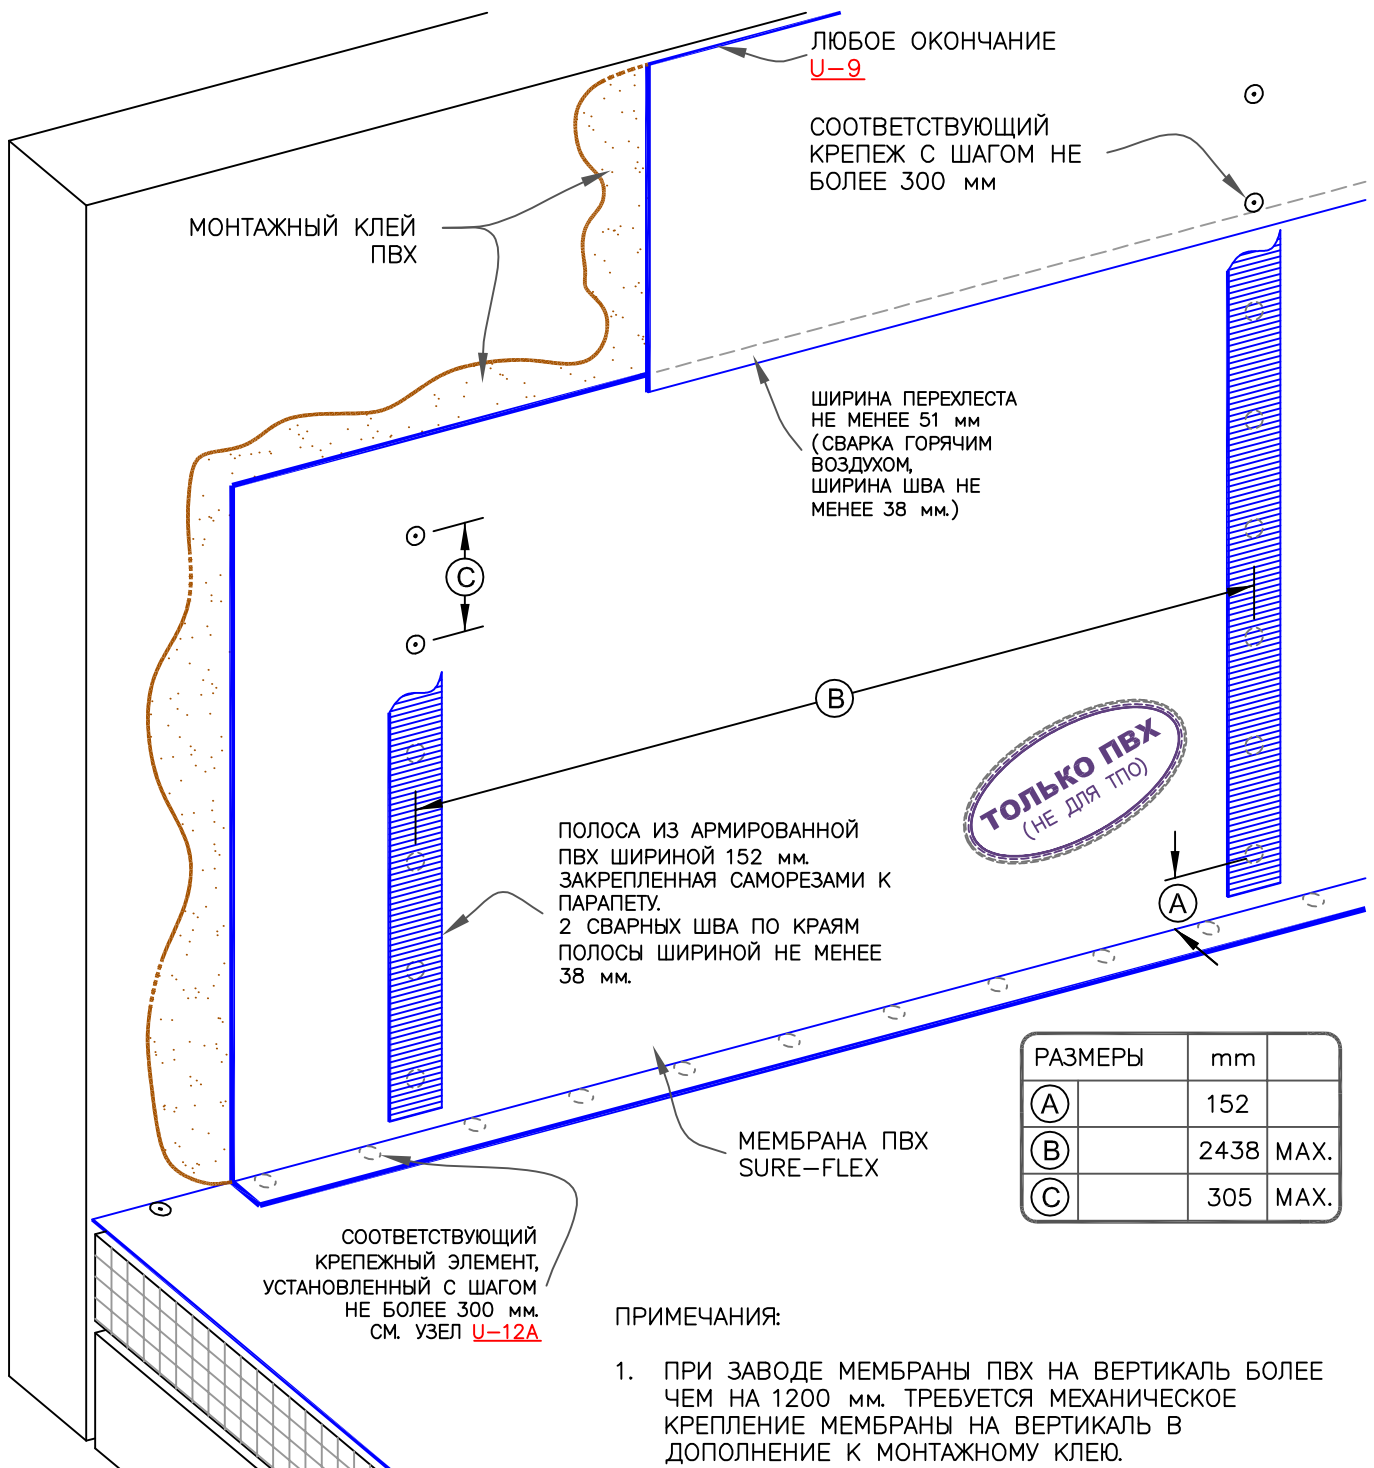 ЛЮБОЕ ОКОНЧАНИЕ
U-9
СООТВЕТСТВУЮЩИЙ
КРЕПЕЖ С ШАГОМ НЕ
БОЛЕЕ 300 мм
МОНТАЖНЫЙ КЛЕЙ
ПВХ
ШИРИНА ПЕРЕХЛЕСТА
НЕ МЕНЕЕ 51 мм
(СВАРКА ГОРЯЧИМ
ВОЗДУХОМ,
ШИРИНА ШВА НЕ
МЕНЕЕ 38 мм.)
C
B
ТОЛЬКО ПВХ
(НЕ ДЛЯ ТПО)
ПОЛОСА ИЗ АРМИРОВАННОЙ
ПВХ ШИРИНОЙ 152 мм.
ЗАКРЕПЛЕННАЯ САМОРЕЗАМИ К
ПАРАПЕТУ.
2 СВАРНЫХ ШВА ПО КРАЯМ
ПОЛОСЫ ШИРИНОЙ НЕ МЕНЕЕ
38 мм.
A
РАЗМЕРЫ mm
A 152
B 2438 MAX.
C 305 MAX.
МЕМБРАНА ПВХ
SURE-FLEX
СООТВЕТСТВУЮЩИЙ
КРЕПЕЖНЫЙ ЭЛЕМЕНТ,
УСТАНОВЛЕННЫЙ С ШАГОМ
НЕ БОЛЕЕ 300 мм.
СМ. УЗЕЛ U-12A
ПРИМЕЧАНИЯ:
1. ПРИ ЗАВОДЕ МЕМБРАНЫ ПВХ НА ВЕРТИКАЛЬ БОЛЕЕ
ЧЕМ НА 1200 мм. ТРЕБУЕТСЯ МЕХАНИЧЕСКОЕ
КРЕПЛЕНИЕ МЕМБРАНЫ НА ВЕРТИКАЛЬ В
ДОПОЛНЕНИЕ К МОНТАЖНОМУ КЛЕЮ.